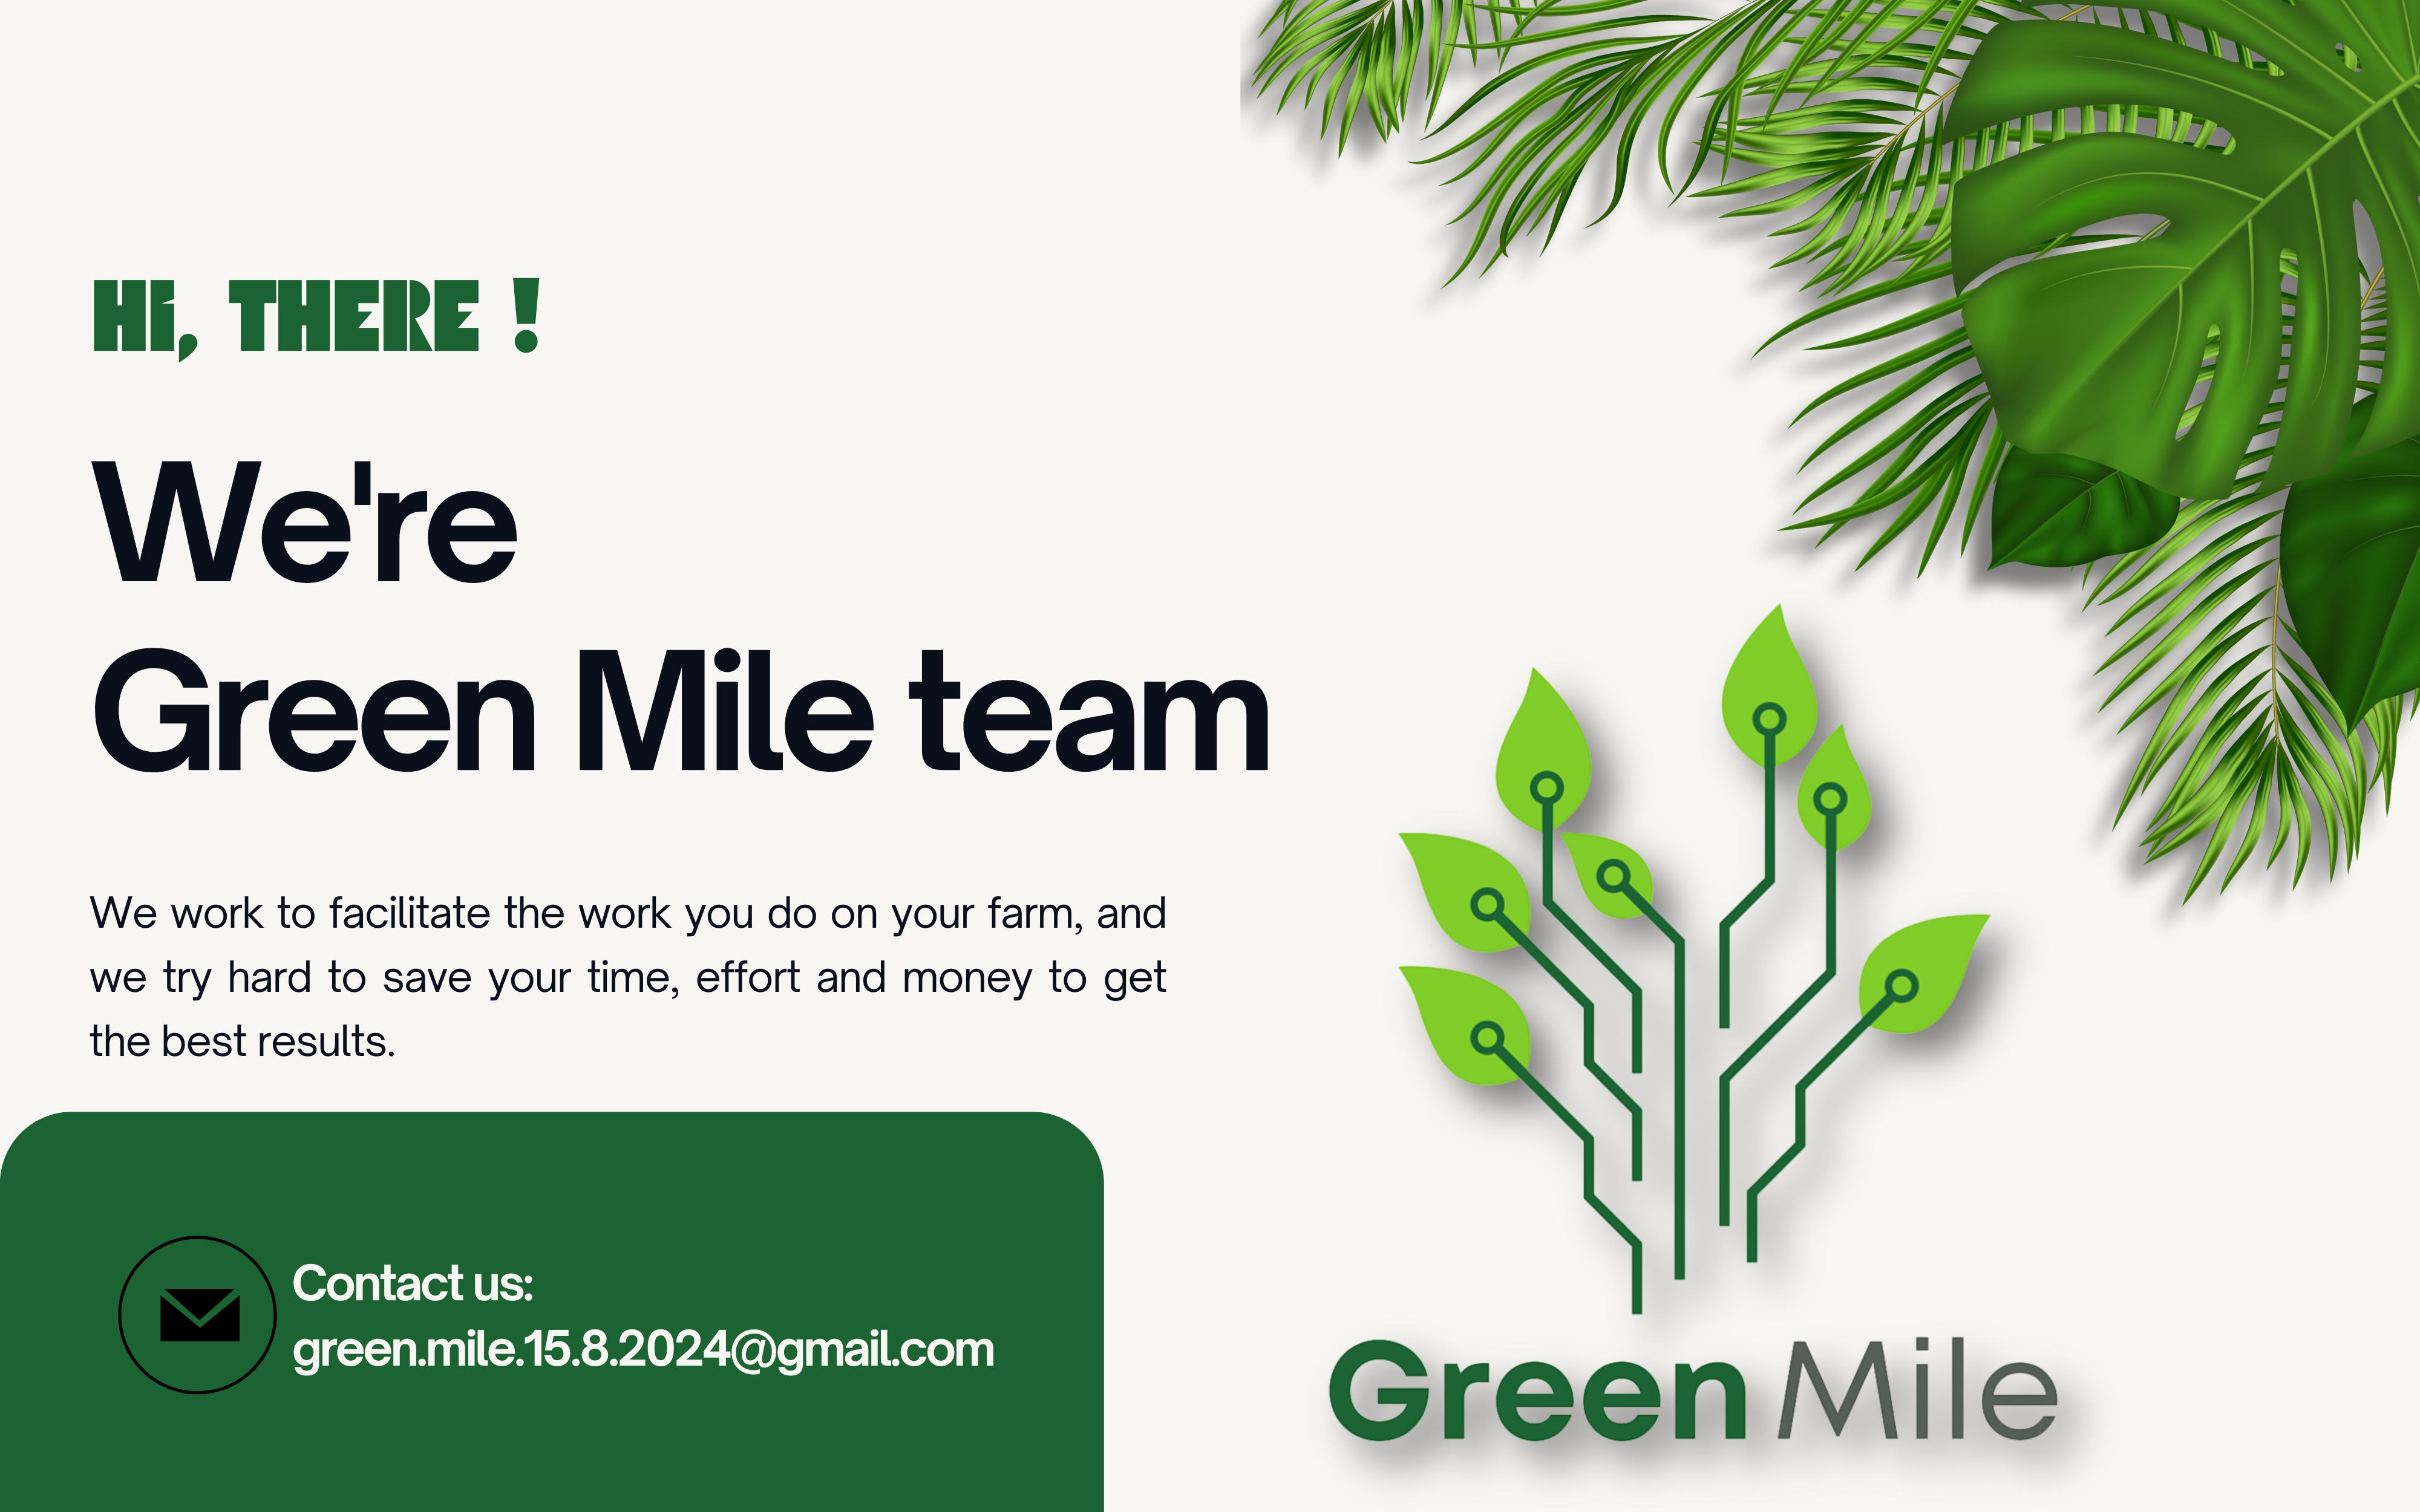 Hi, THERE !
We're
Green Mile team
We work to facilitate the work you do on your farm, and
we try hard to save your time, effort and money to get
the best results.
Contact us:
green.mile.15.8.2024@gmail.com
Green Mile